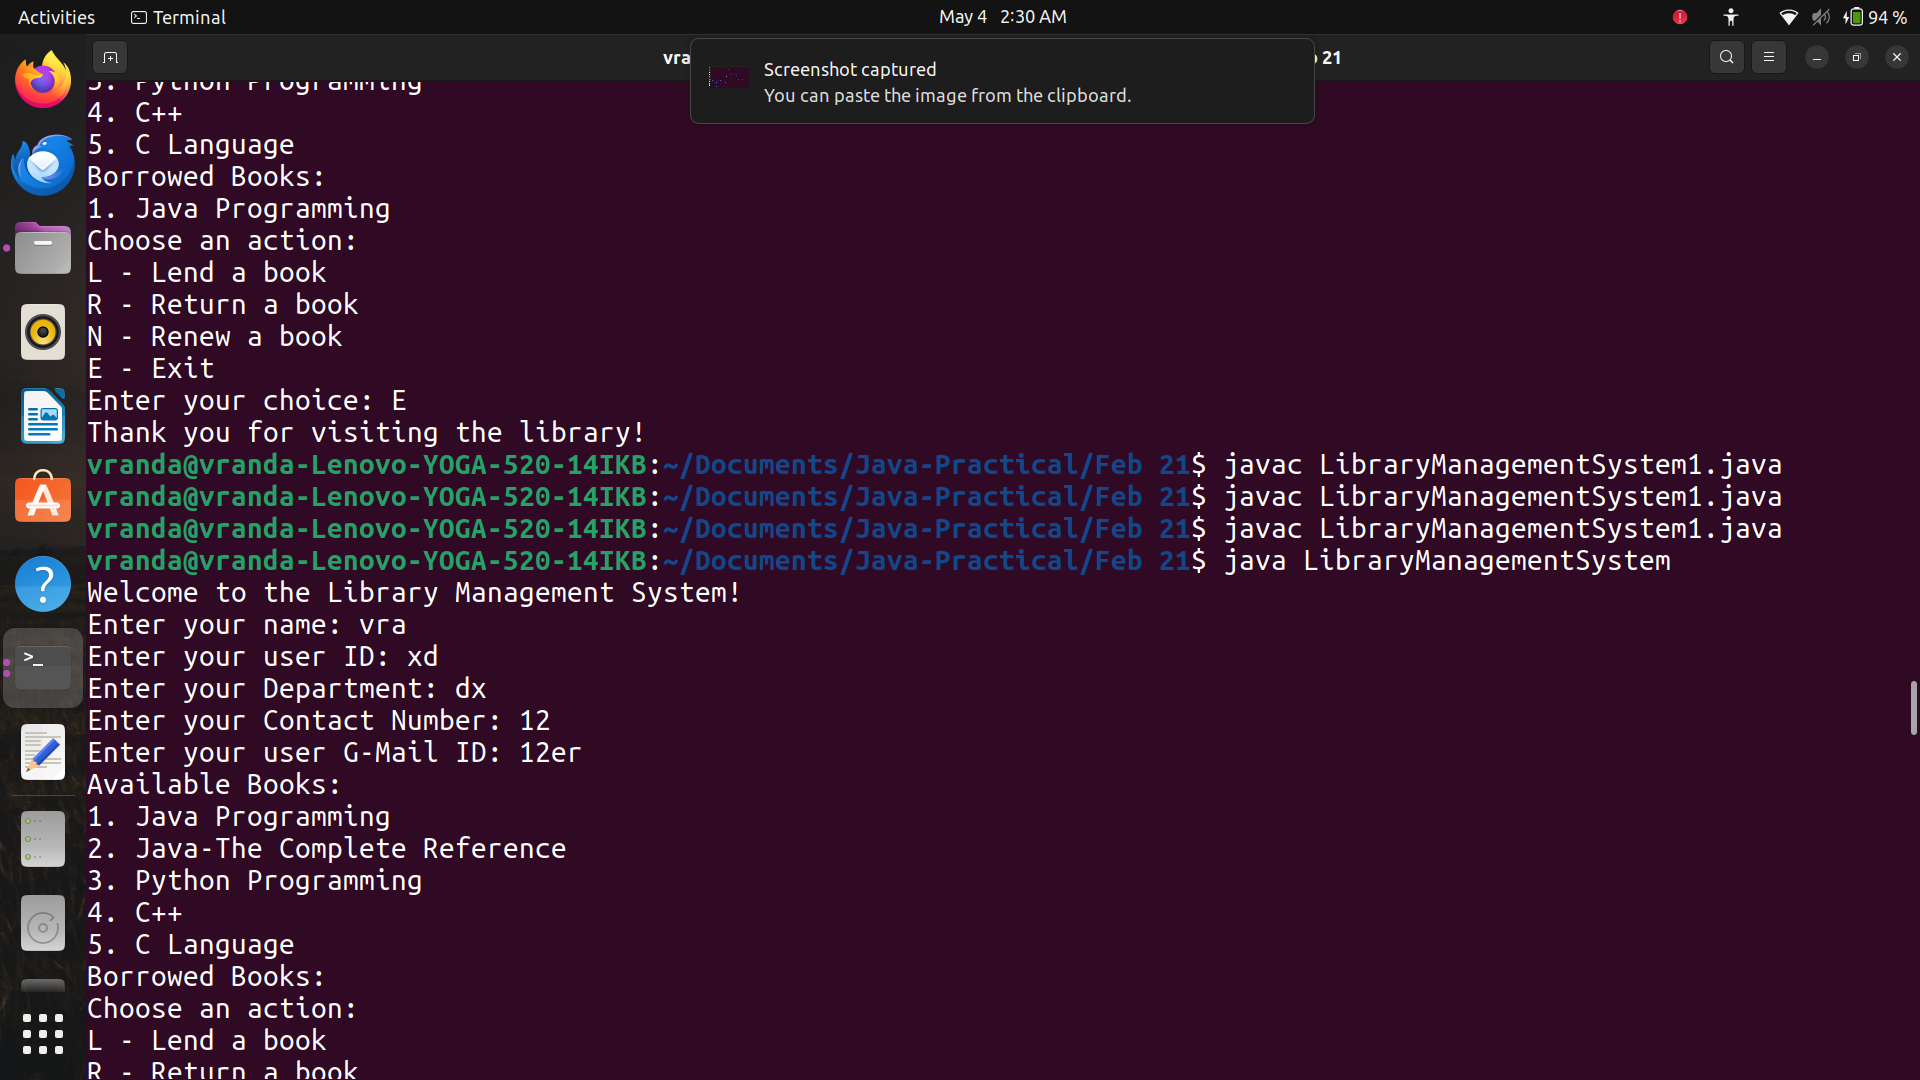 Activities
Terminal
May 4 2:30 AM
94 %
vra
21
Screenshot captured
You can paste the image from the clipboard.
3. Python Programming
4. C++
5. C Language
Borrowed Books:
1. Java Programming
Choose an action:
L - Lend a book
R - Return a book
N - Renew a book
E - Exit
Enter your choice: E
Thank you for visiting the library!
vranda@vranda-Lenovo-YOGA-520-14IKB:~/Documents/Java-Practical/Feb 21$ javac LibraryManagementSystem1.java
vranda@vranda-Lenovo-YOGA-520-14IKB:~/Documents/Java-Practical/Feb 21$ javac LibraryManagementSystem1.java
vranda@vranda-Lenovo-YOGA-520-14IKB:~/Documents/Java-Practical/Feb 21$ javac LibraryManagementSystem1.java
vranda@vranda-Lenovo-YOGA-520-14IKB:~/Documents/Java-Practical/Feb 21$ java LibraryManagementSystem
Welcome to the Library Management System!
Enter your name: vra
Enter your user ID: xd
Enter your Department: dx
Enter your Contact Number: 12
Enter your user G-Mail ID: 12er
Available Books:
1. Java Programming
2. Java-The Complete Reference
3. Python Programming
4. C++
5. C Language
Borrowed Books:
Choose an action:
L - Lend a book
R - Return a book